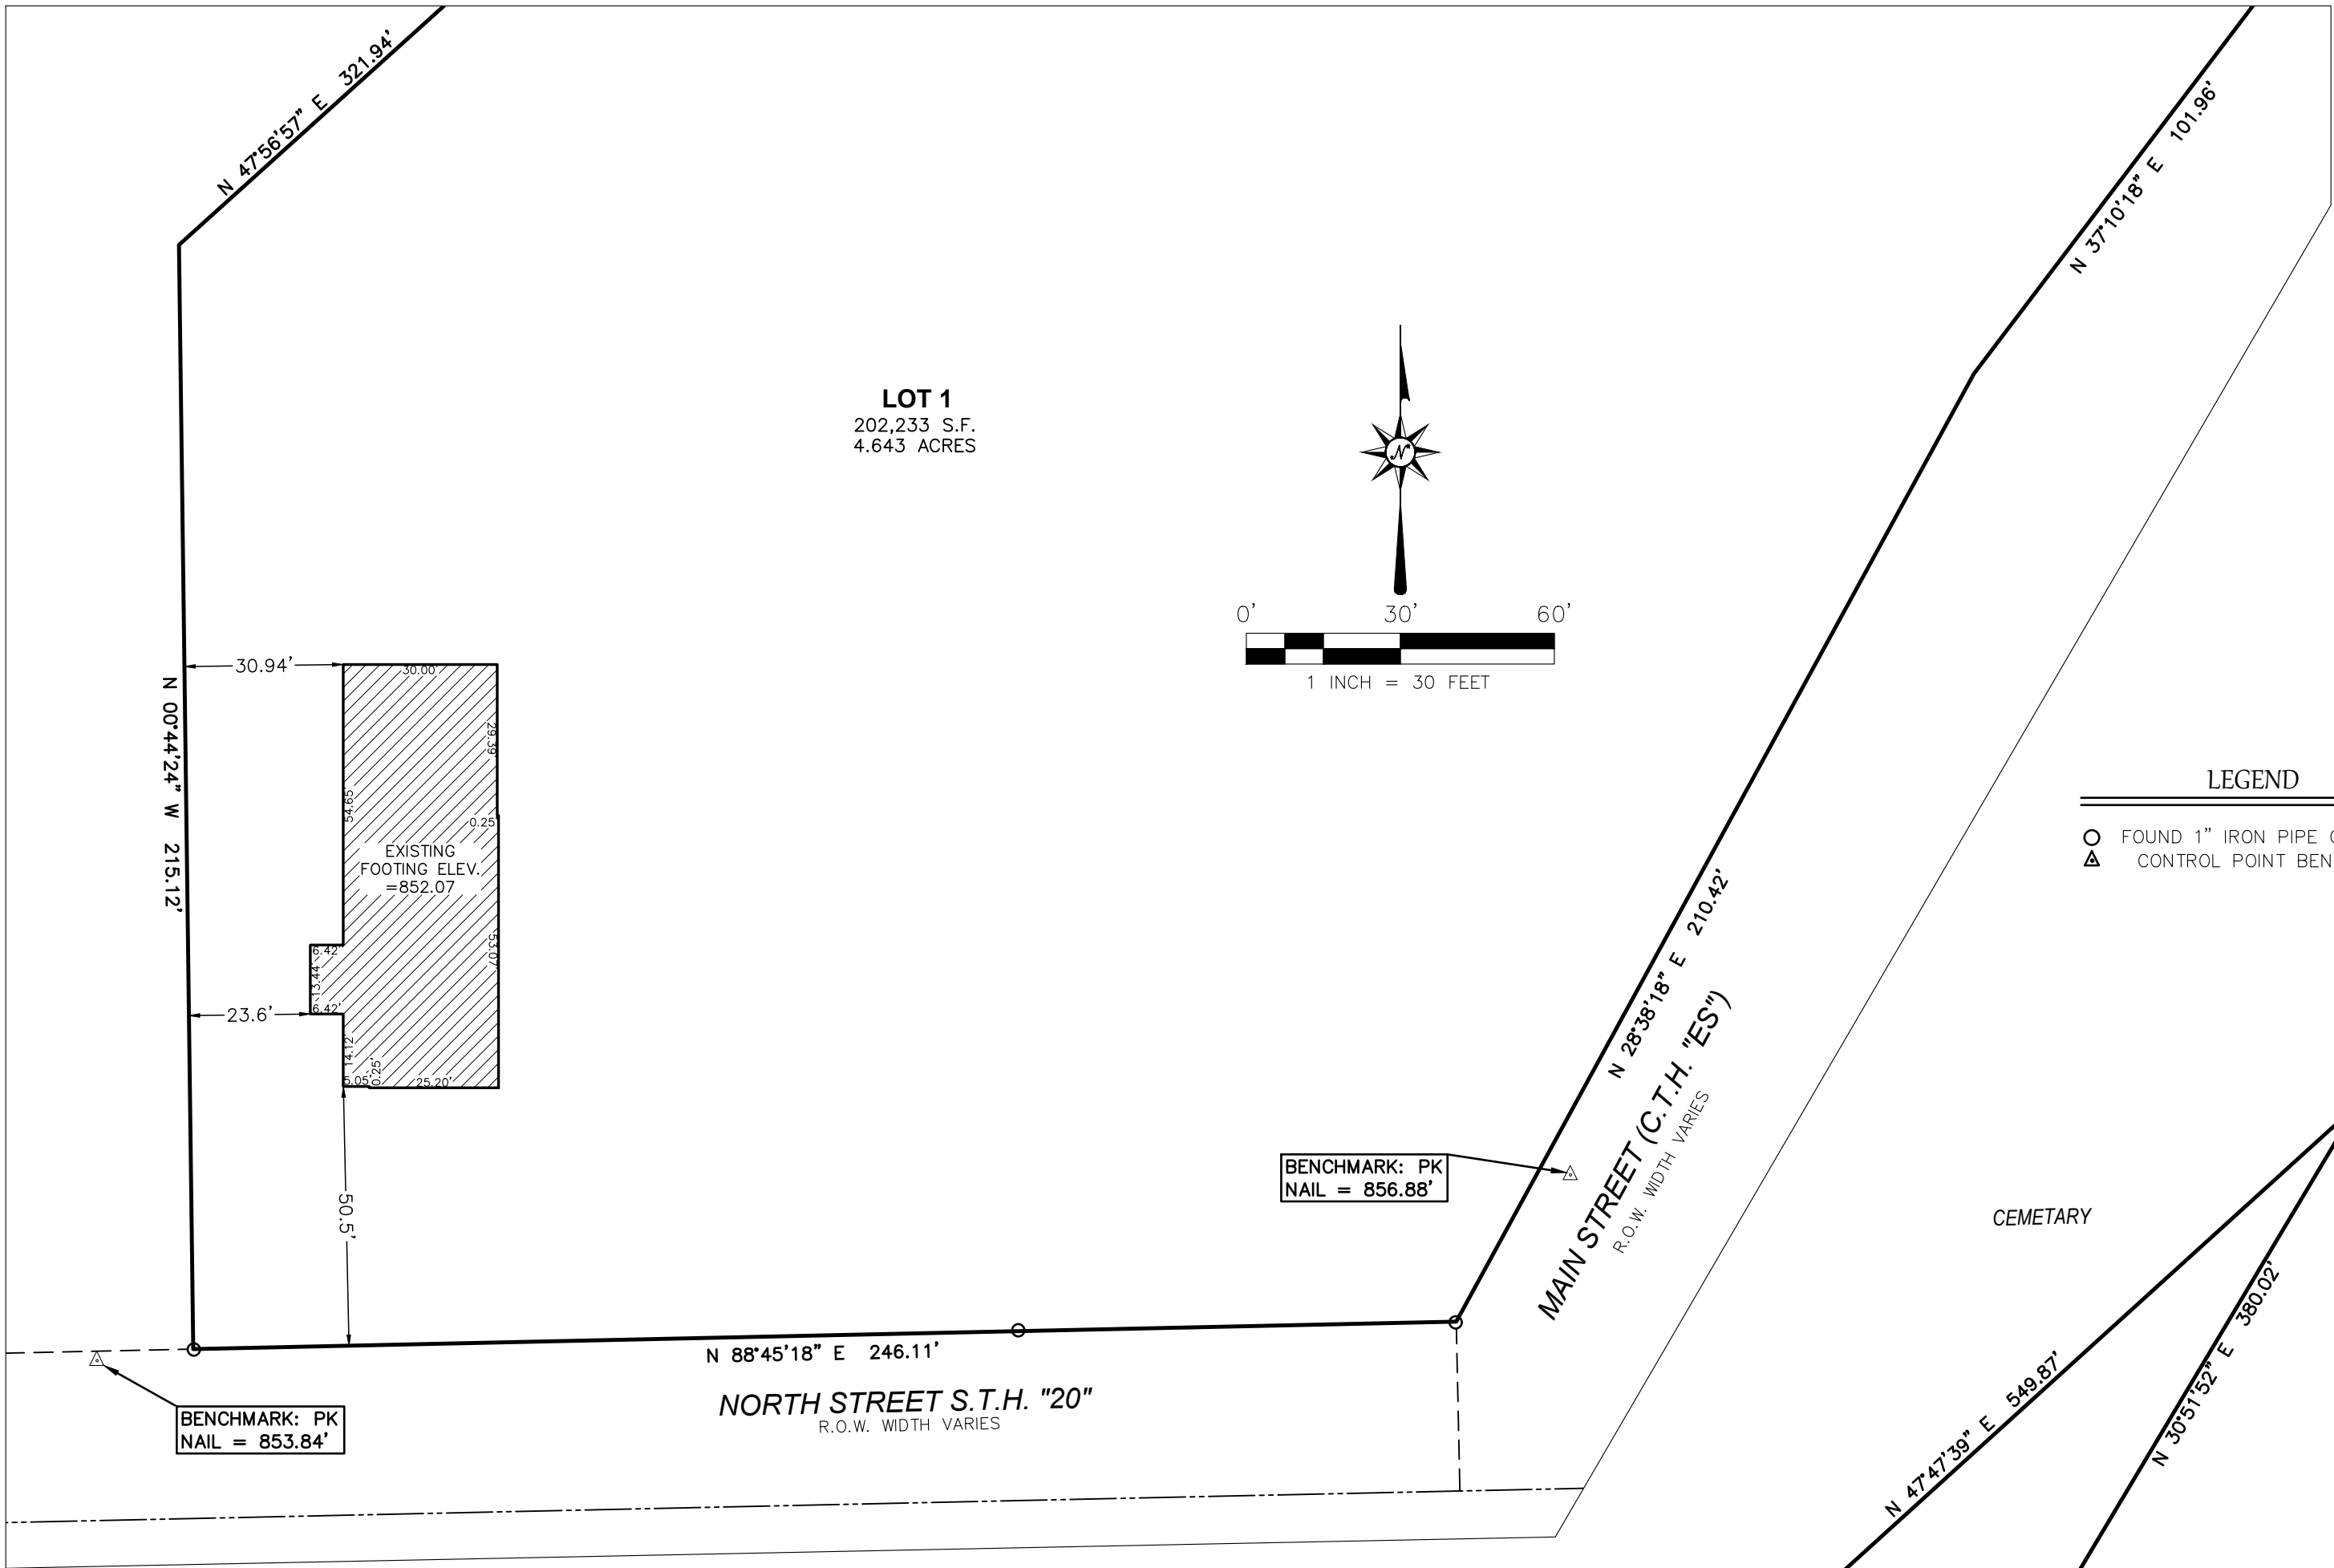 N 47°56'57" E 321.94'
N 37°10'18" E 101.96'
LOT 1
202,233 S.F.
4.643 ACRES
N
0' 30' 60'
1 INCH = 30 FEET
30.94'
30.00'
29.39'
N 00°44'24" W 215.12'
54.65'
0.25'
EXISTING
FOOTING ELEV.
=852.07
53.07'
6.42'
13.44'
6.42'
23.6'
14.12'
5.05'
0.25'
25.20'
50.5'
LEGEND
FOUND 1" IRON PIPE
CONTROL POINT
N 28°38'18" E 210.42'
MAIN STREET (C.T.H. "ES")
R.O.W. WIDTH VARIES
BENCHMARK: PK
NAIL = 856.88'
CEMETARY
N 88°45'18" E 246.11'
NORTH STREET S.T.H. "20"
R.O.W. WIDTH VARIES
BENCHMARK: PK
NAIL = 853.84'
N 47°47'39" E 549.87'
N 30°51'52" E 380.02'